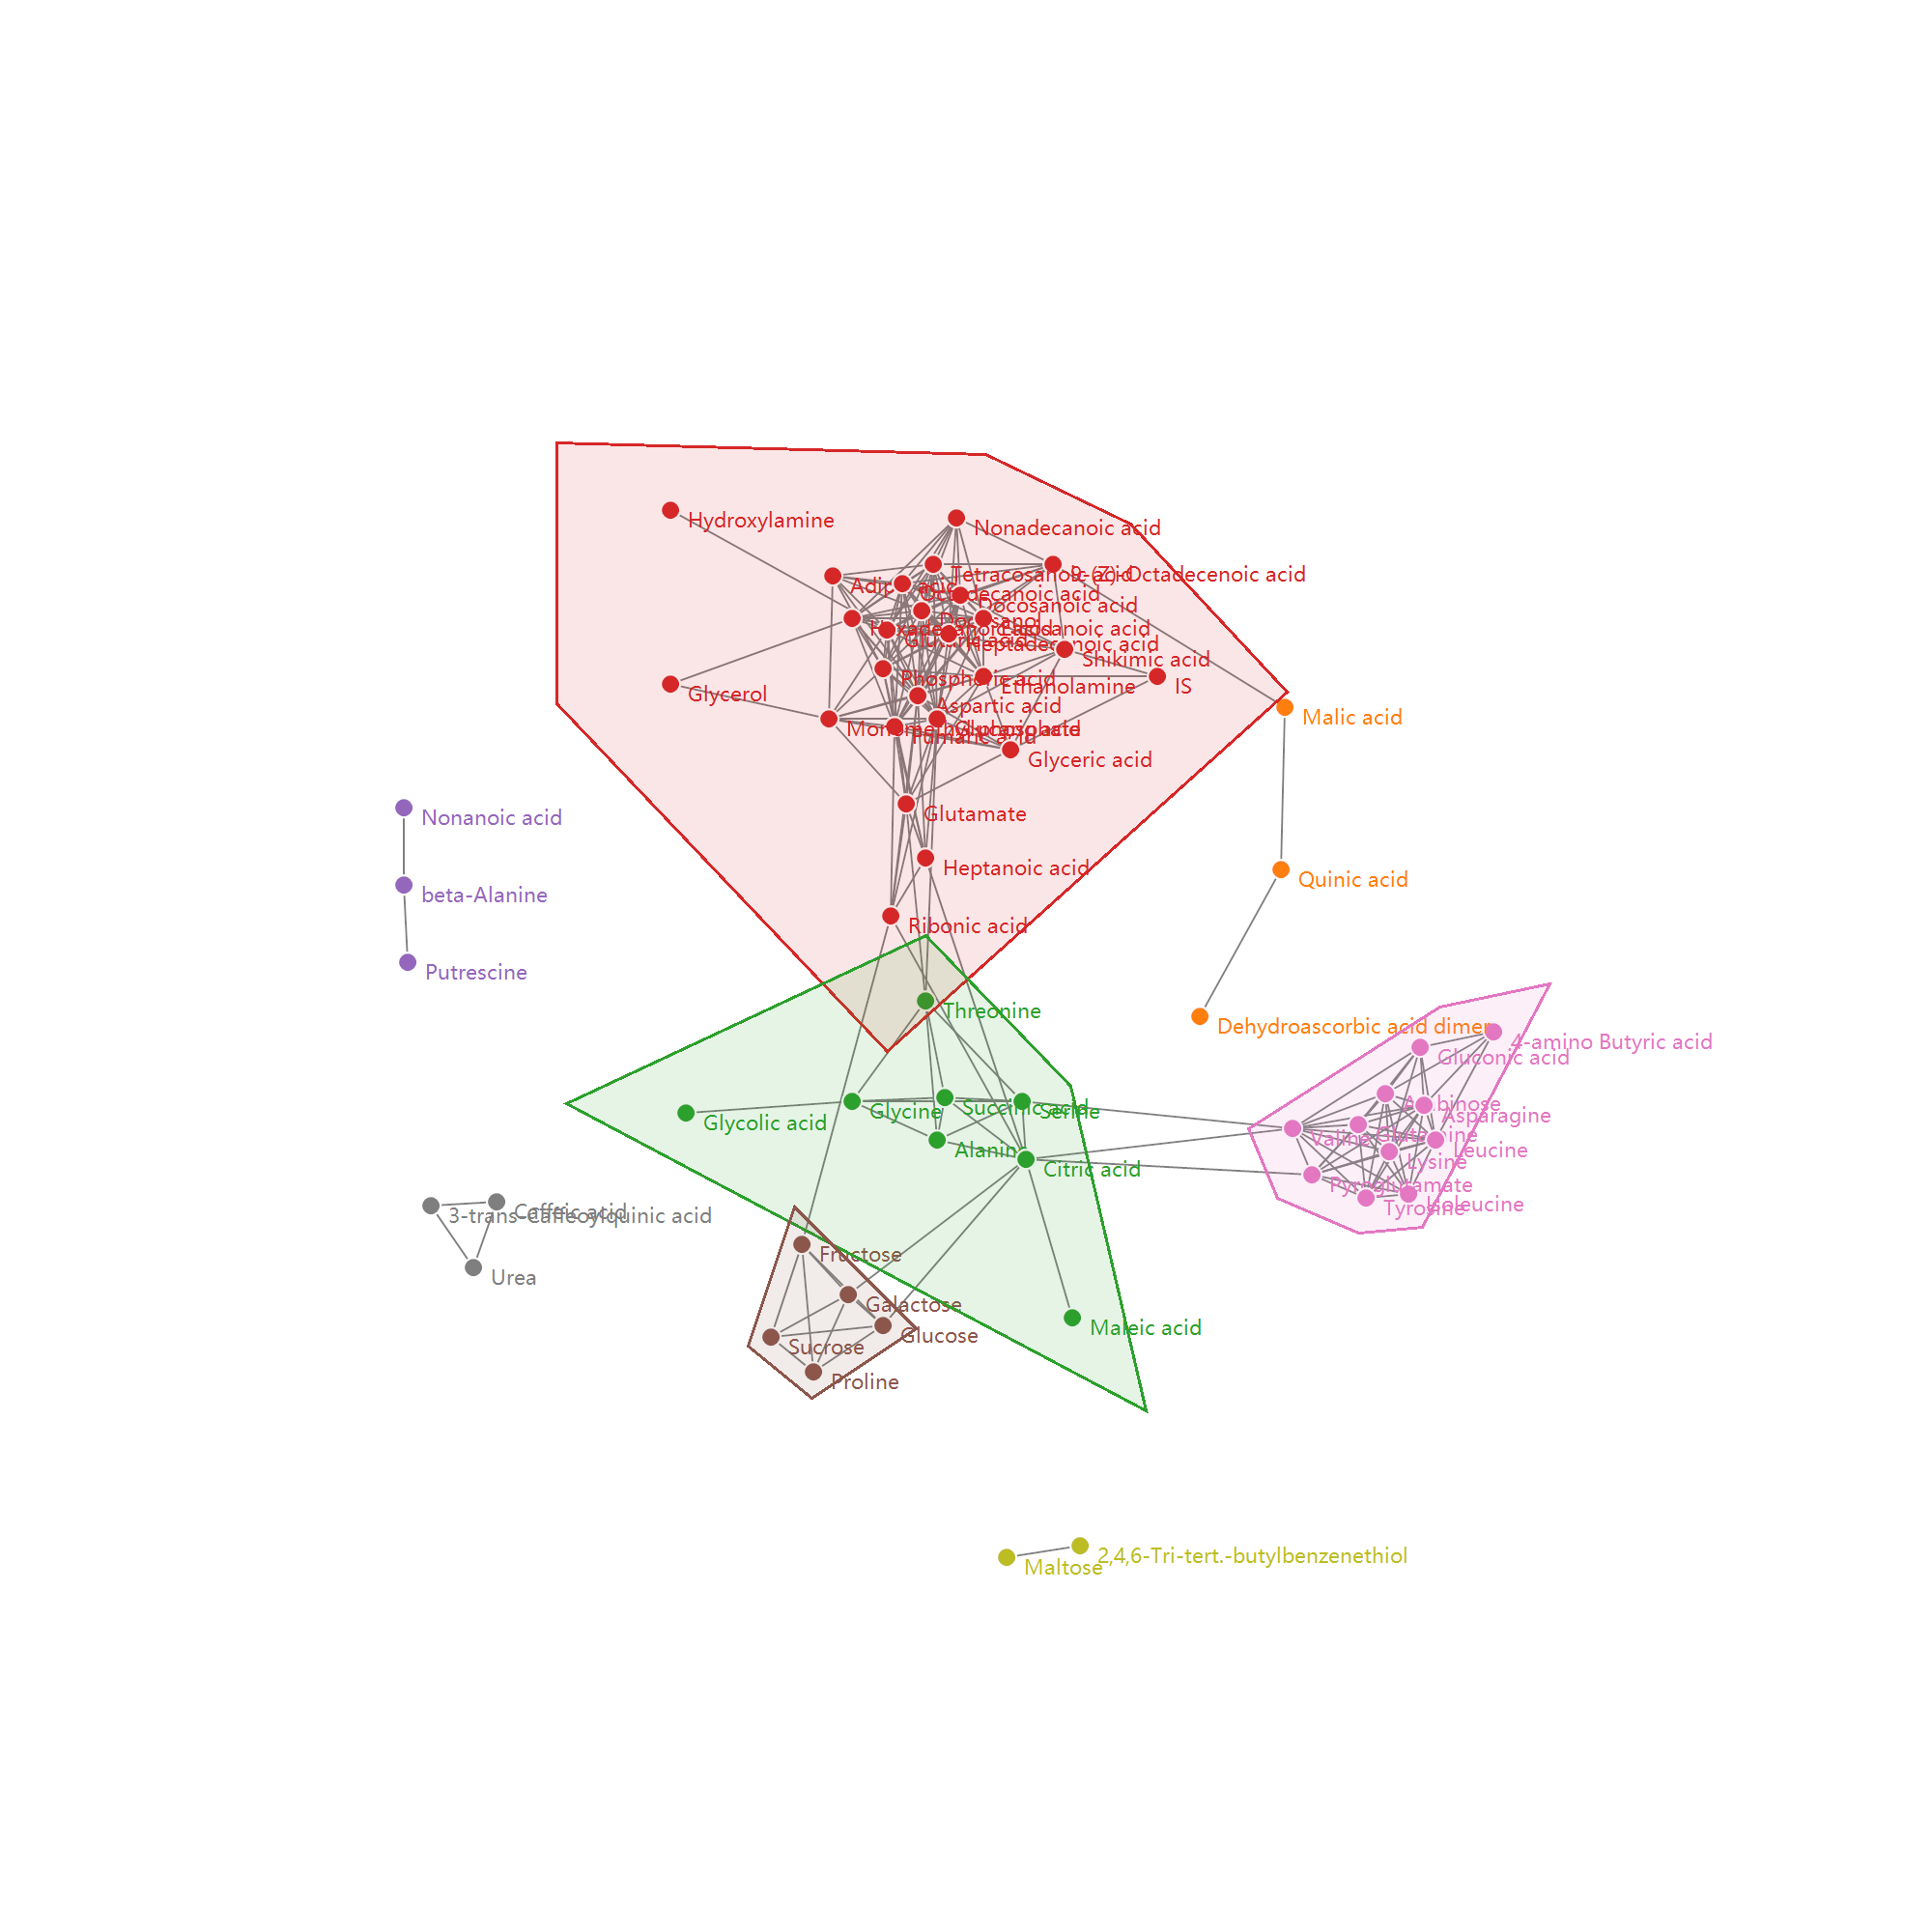 Hydroxylamine
Nonadecanoic acid
Tetracosanoic acid
9-(Z)-Octadecenoic acid
Adipic acid
Octadecanoic acid
Docosanoic acid
Docosanol
Hexadecanoic acid
Eicosanoic acid
Heptadecanoic acid
Shikimic acid
Phosphoric acid
Ethanolamine
IS
Glycerol
Aspartic acid
Malic acid
Monomethylphosphate
Fumaric acid
Glyceric acid
Glutamate
Nonanoic acid
Heptanoic acid
Quinic acid
beta-Alanine
Ribonic acid
Putrescine
Threonine
Dehydroascorbic acid dimer
4-amino Butyric acid
Gluconic acid
Arabinose
Asparagine
Glycolic acid
Glycine
Succinic acid
Serine
Valine
Glutamine
Leucine
Alanin
Lysine
Citric acid
Pyroglutamate
Tyrosine
Isoleucine
Caffeic acid
3-trans-Caffeoylquinic acid
Urea
Fructose
Galactose
Glucose
Sucrose
Proline
Maleic acid
2,4,6-Tri-tert.-butylbenzenethiol
Maltose